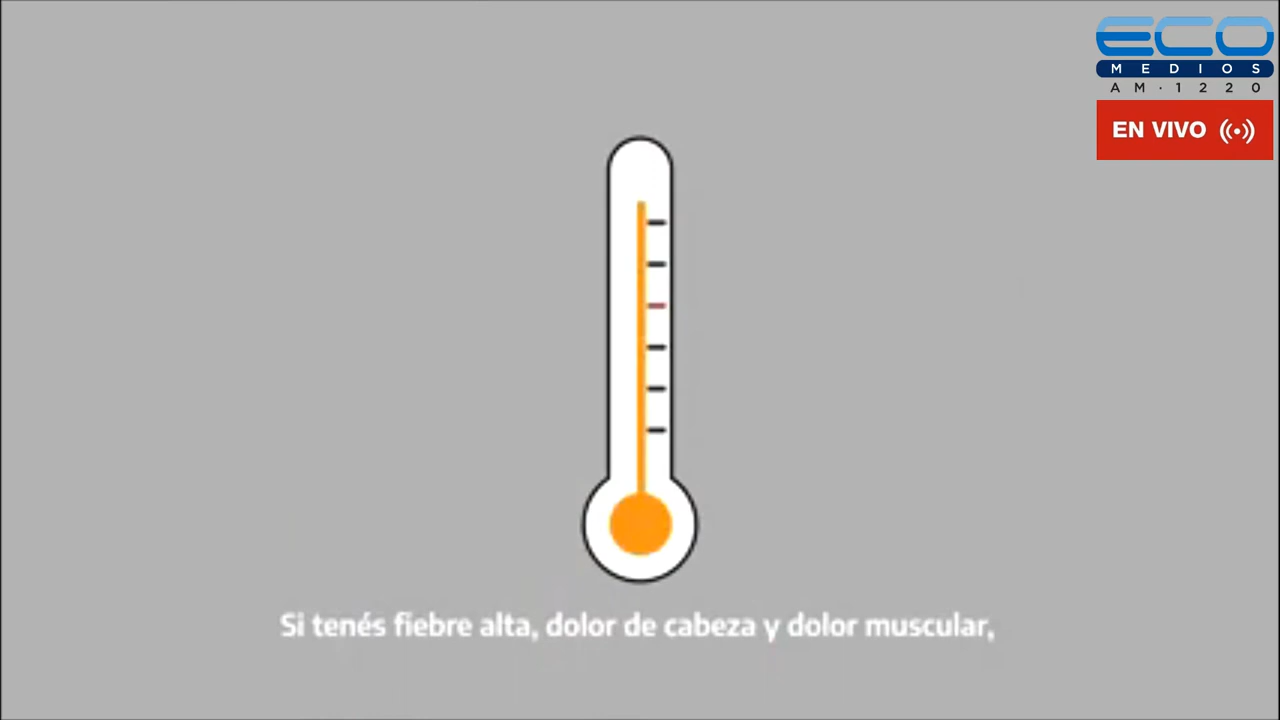 ECO
MEDIOS
AM·1220
EN VIVO
Si tenés fiebre alta, dolor de cabeza y dolor muscular,